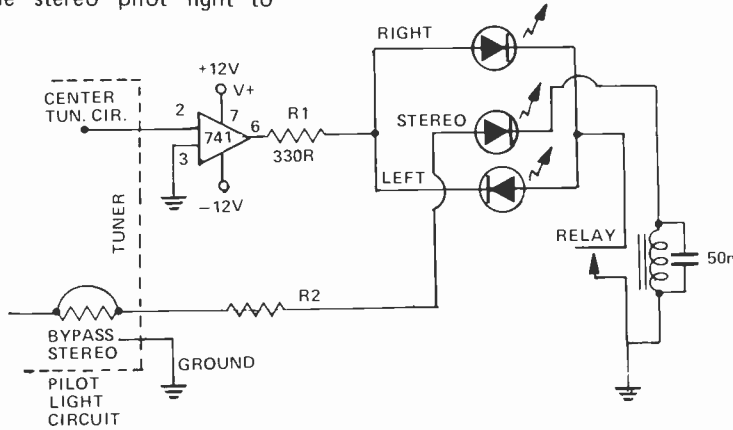 stereo pilot light to
RIGHT
+12V
V+
CENTER
TUN. CIR.
2
7
R1
741
6
3
330R
STEREO
-12V
LEFT
TUNER
RELAY
R2
BYPASS
STEREO
GROUND
PILOT
LIGHT
CIRCUIT